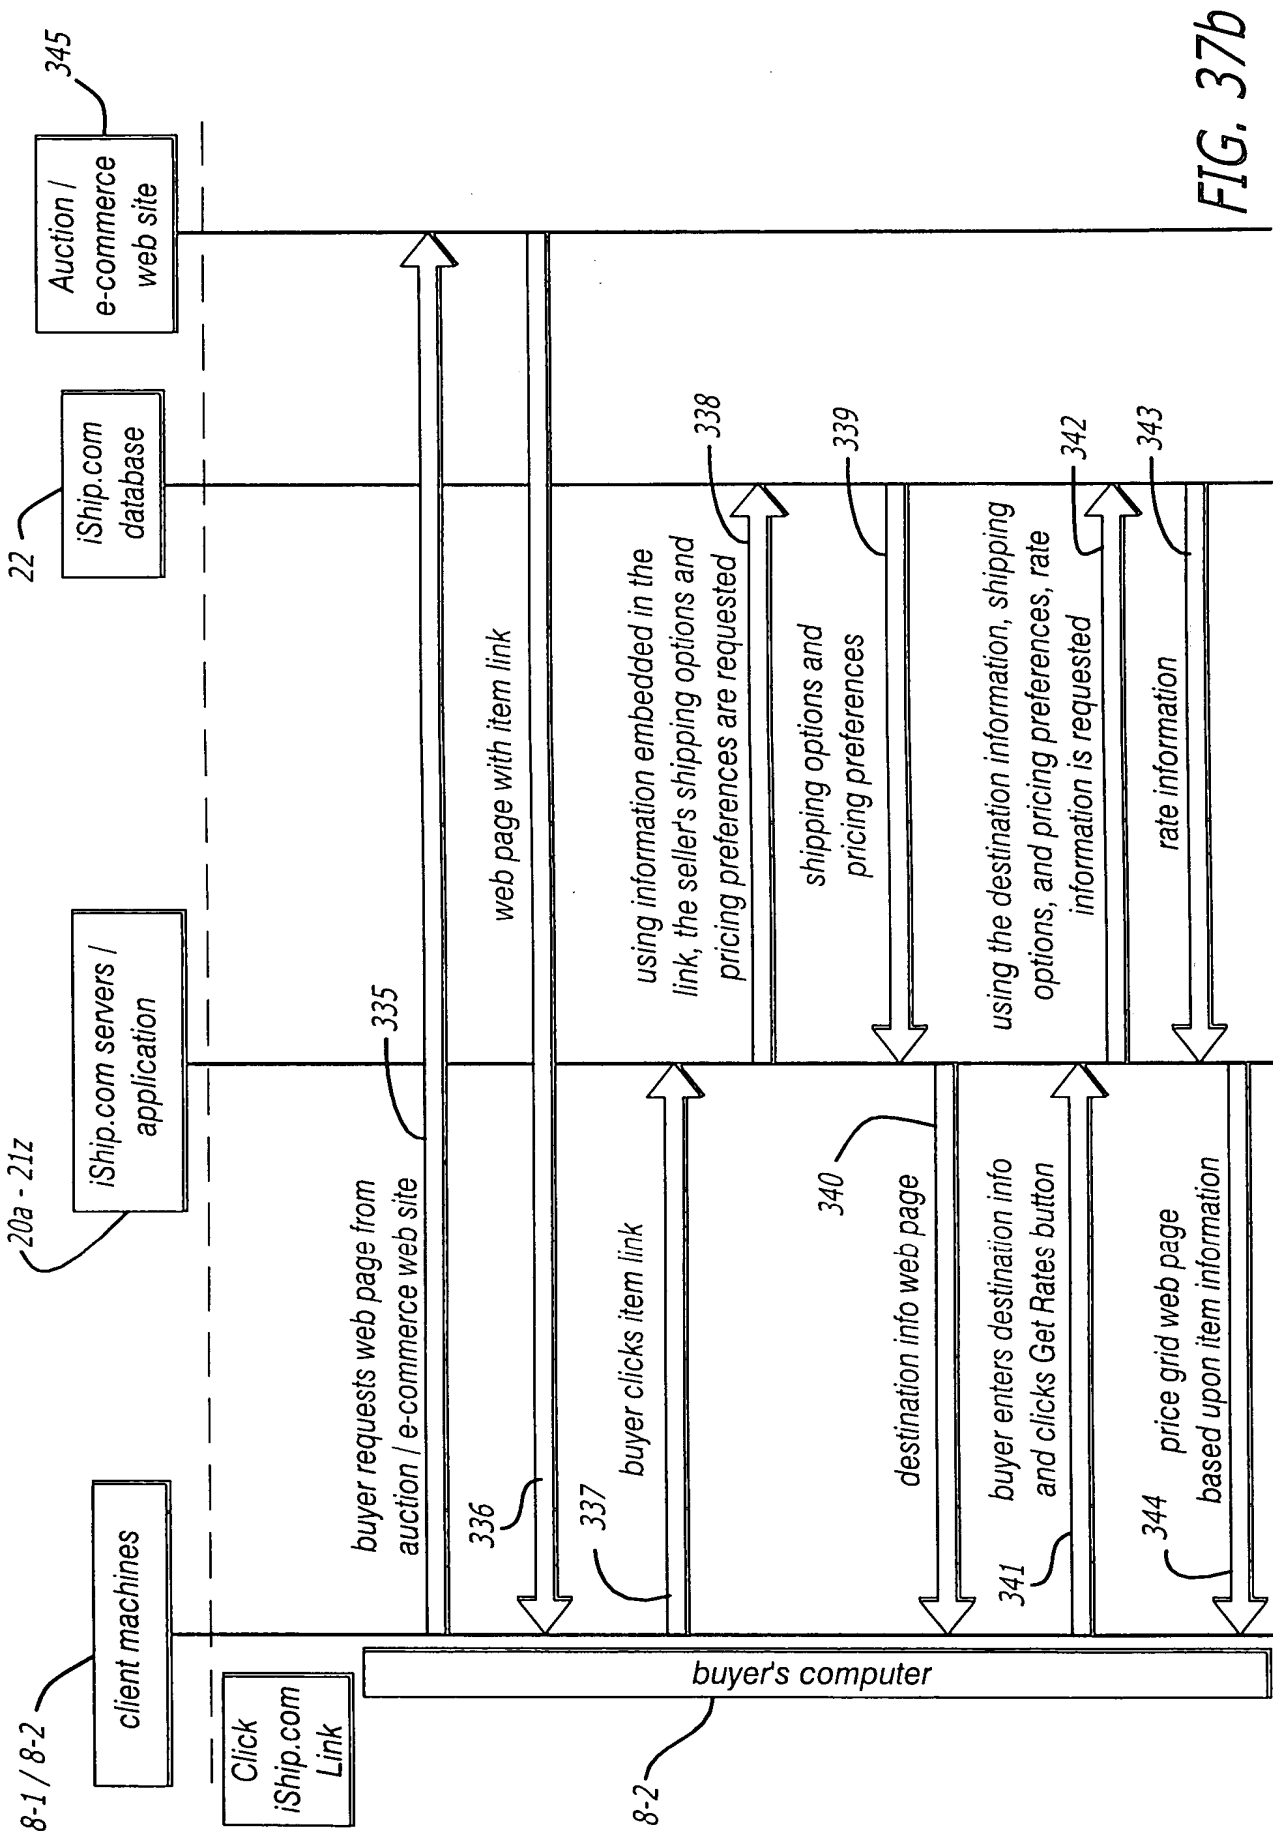 8-1 / 8-2
client machines
20a - 21z
iShip.com servers /
application
22
iShip.com
database
345
Auction /
e-commerce
web site
Click
iShip.com
Link
buyer requests web page from
auction / e-commerce web site
335
336
web page with item link
337
buyer clicks item link
using information embedded in the
link, the seller's shipping options and
pricing preferences are requested
338
shipping options and
pricing preferences
339
destination info web page
340
buyer enters destination info
and clicks Get Rates button
341
using the destination information, shipping
options, and pricing preferences, rate
information is requested
342
rate information
343
344
price grid web page
based upon item information
buyer's computer
8-2
FIG. 37b